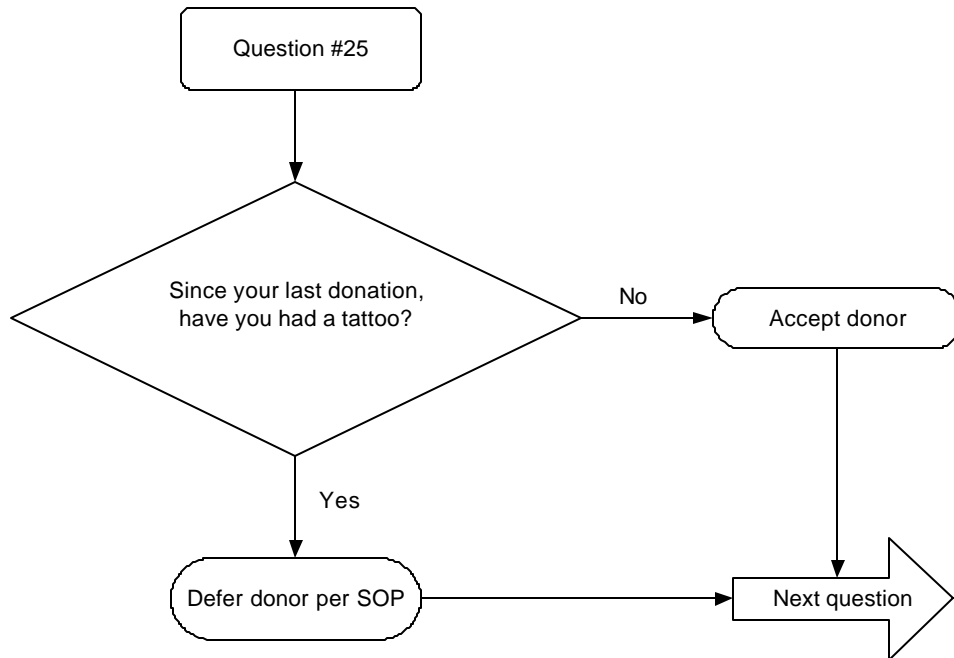 Question #25
Since your last donation,
have you had a tattoo?
No
Accept donor
Yes
Defer donor per SOP
Next question